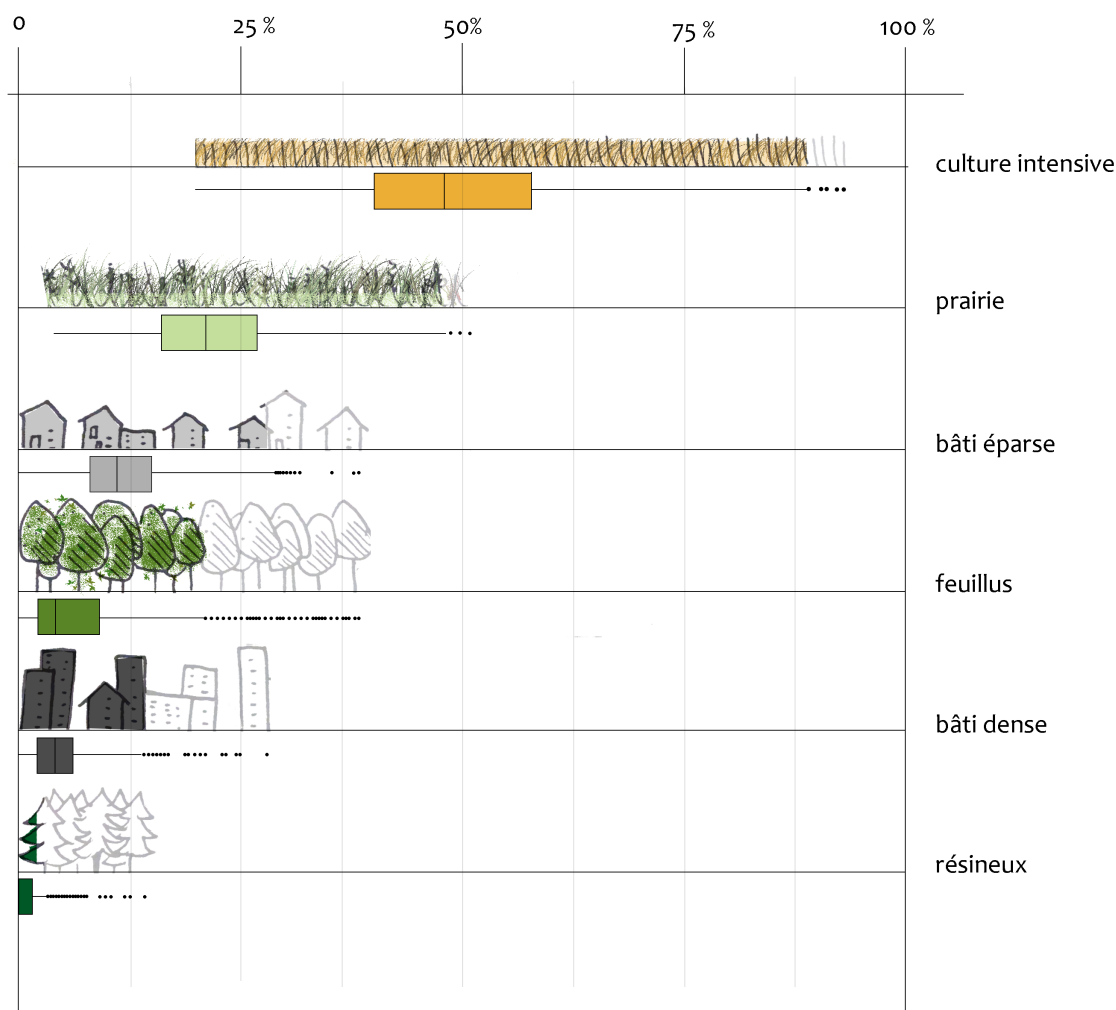 0 25 % 50% 75 % 100 %
culture intensive
prairie
bâti éparse
feuillus
bâti dense
résineux